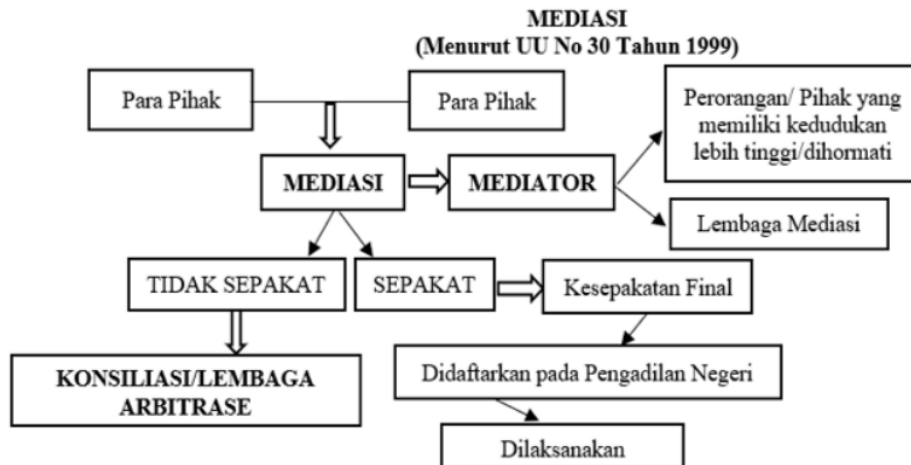 MEDIASI
(Menurut UU No 30 Tahun 1999)
Para Pihak
Para Pihak
Perorangan/ Pihak yang
memiliki kedudukan
lebih tinggi/dihormati
MEDIASI
MEDIATOR
Lembaga Mediasi
TIDAK SEPAKAT
SEPAKAT
Kesepakatan Final
KONSILIASI/LEMBAGA
ARBITRASE
Didaftarkan pada Pengadilan Negeri
Dilaksanakan